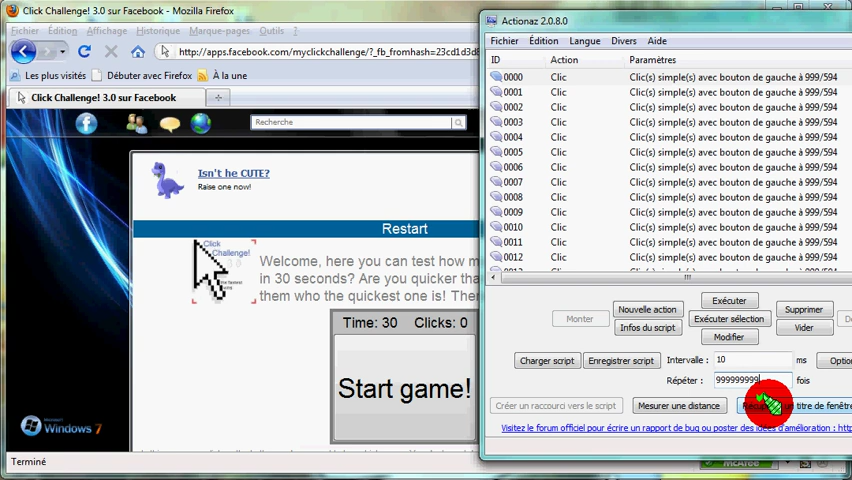 Click Challenge! 3.0 sur Facebook - Mozilla Firefox
Fichier Édition Affichage Historique Marque-pages Outils ?
http://apps.facebook.com/myclickchallenge/?_fb_fromhash=23cd1d3d8
Les plus visités Débuter avec Firefox À la une
Click Challenge! 3.0 sur Facebook
Recherche
Isn't he CUTE?
Raise one now!
Restart
Click
Challenge!
Welcome, here you can test how m
in 30 seconds? Are you quicker tha
them who the quickest one is! Ther
Time: 30 Clicks: 0
Start game!
Windows 7
Terminé
Actionaz 2.0.8.0
Fichier Édition Langue Divers Aide
ID Action Paramètres
0000 Clic Clic(s) simple(s) avec bouton de gauche à 999/594
0001 Clic Clic(s) simple(s) avec bouton de gauche à 999/594
0002 Clic Clic(s) simple(s) avec bouton de gauche à 999/594
0003 Clic Clic(s) simple(s) avec bouton de gauche à 999/594
0004 Clic Clic(s) simple(s) avec bouton de gauche à 999/594
0005 Clic Clic(s) simple(s) avec bouton de gauche à 999/594
0006 Clic Clic(s) simple(s) avec bouton de gauche à 999/594
0007 Clic Clic(s) simple(s) avec bouton de gauche à 999/594
0008 Clic Clic(s) simple(s) avec bouton de gauche à 999/594
0009 Clic Clic(s) simple(s) avec bouton de gauche à 999/594
0010 Clic Clic(s) simple(s) avec bouton de gauche à 999/594
0011 Clic Clic(s) simple(s) avec bouton de gauche à 999/594
0012 Clic Clic(s) simple(s) avec bouton de gauche à 999/594
Monter Nouvelle action Exécuter Supprimer
Infos du script Exécuter sélection Vider
Modifier
Charger script Enregistrer script Intervalle : 10 ms Optio
Répéter : 999999999 fois
Créer un raccourci vers le script Mesurer une distance un titre de fenêtre
Visitez le forum officiel pour écrire un rapport de bug ou poster des idées d'amélioration : http
McAfee